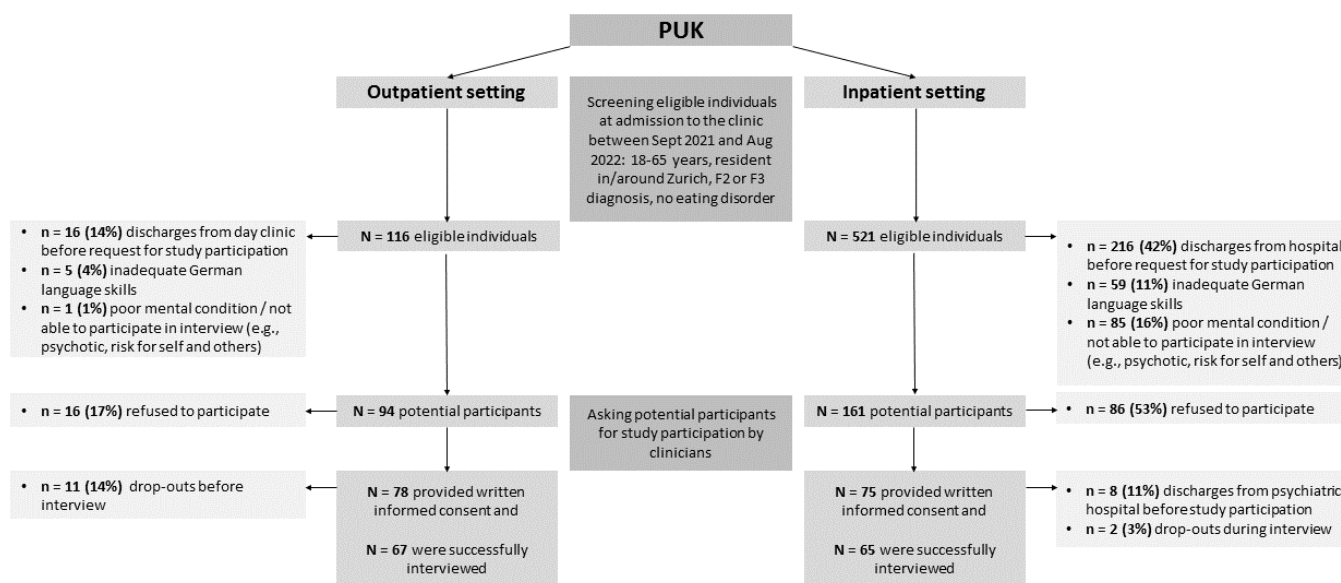 PUK
Outpatient setting
Inpatient setting
Screening eligible individuals
at admission to the clinic
between Sept 2021 and Aug
2022: 18-65 years, resident
in/around Zurich, F2 or F3
diagnosis, no eating disorder
N = 116 eligible individuals
• n = 16 (14%) discharges from day clinic
before request for study participation
• n = 5 (4%) inadequate German
language skills
• n = 1 (1%) poor mental condition / not
able to participate in interview (e.g.,
psychotic, risk for self and others)
N = 521 eligible individuals
• n = 216 (42%) discharges from hospital
before request for study participation
• n = 59 (11%) inadequate German
language skills
• n = 85 (16%) poor mental condition /
not able to participate in interview
(e.g., psychotic, risk for self and others)
• n = 16 (17%) refused to participate
N = 94 potential participants
Asking potential participants
for study participation by
clinicians
N = 161 potential participants
• n = 86 (53%) refused to participate
• n = 11 (14%) drop-outs before
interview
N = 78 provided written
informed consent and
N = 67 were successfully
interviewed
N = 75 provided written
informed consent and
N = 65 were successfully
interviewed
• n = 8 (11%) discharges from psychiatric
hospital before study participation
• n = 2 (3%) drop-outs during interview